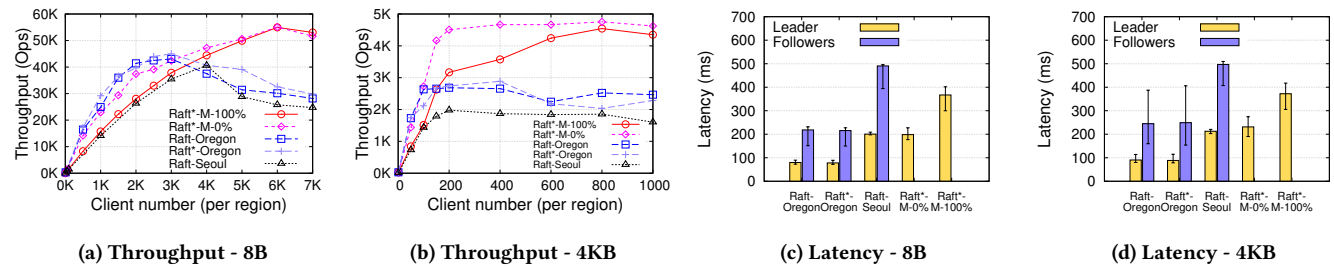 60K
50K
40K
30K
20K
10K
0K
0K 1K 2K 3K 4K 5K 6K 7K
Throughput (Ops)
Client number (per region)
Raft*-M-100%
Raft*-M-0%
Raft-Oregon
Raft*-Oregon
Raft-Seoul
(a) Throughput - 8B
5K
4K
3K
2K
1K
0K
0 200 400 600 800 1000
Throughput (Ops)
Client number (per region)
Raft*-M-100%
Raft*-M-0%
Raft-Oregon
Raft*-Oregon
Raft-Seoul
(b) Throughput - 4KB
700
600
500
400
300
200
100
0
Latency (ms)
Leader
Followers
Raft- Raft*- Raft- Raft*- Raft*-
Oregon Oregon Seoul M-0% M-100%
(c) Latency - 8B
700
600
500
400
300
200
100
0
Latency (ms)
Leader
Followers
Raft- Raft*- Raft- Raft*- Raft*-
Oregon Oregon Seoul M-0% M-100%
(d) Latency - 4KB